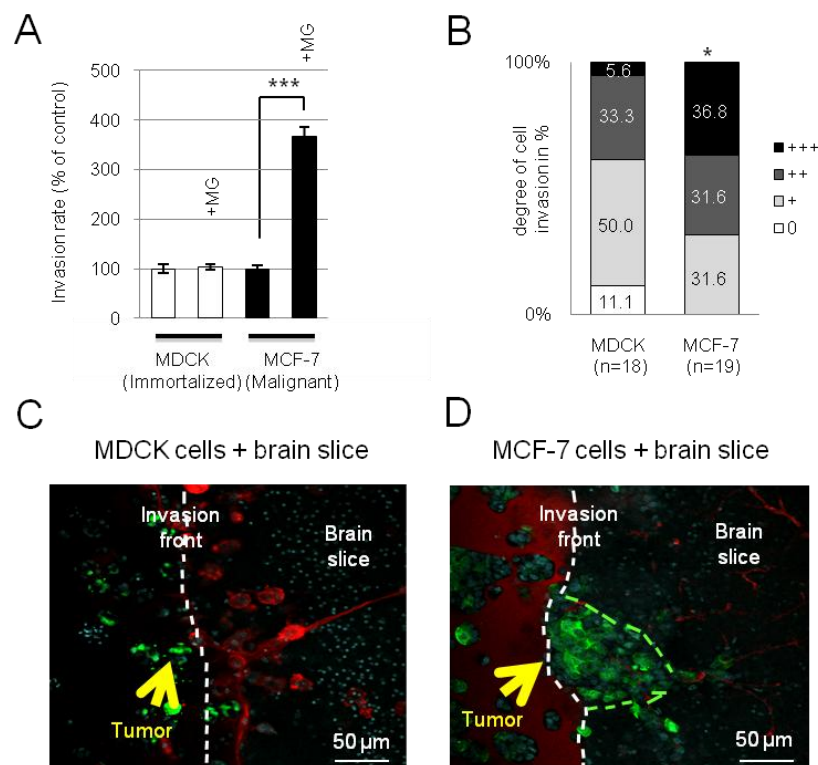 A
+MG
Invasion rate (% of control)
500
400
300
200
100
0
+MG
***
MDCK
(Immortalized)
MCF-7
(Malignant)
B
*
degree of cell
invasion in %
100%
0%
5.6
33.3
50.0
11.1
36.8
31.6
31.6
+++
++
+
0
MDCK
(n=18)
MCF-7
(n=19)
C
MDCK cells + brain slice
Invasion
front
Brain
slice
Tumor
50 µm
D
MCF-7 cells + brain slice
Invasion
front
Brain
slice
Tumor
50 µm